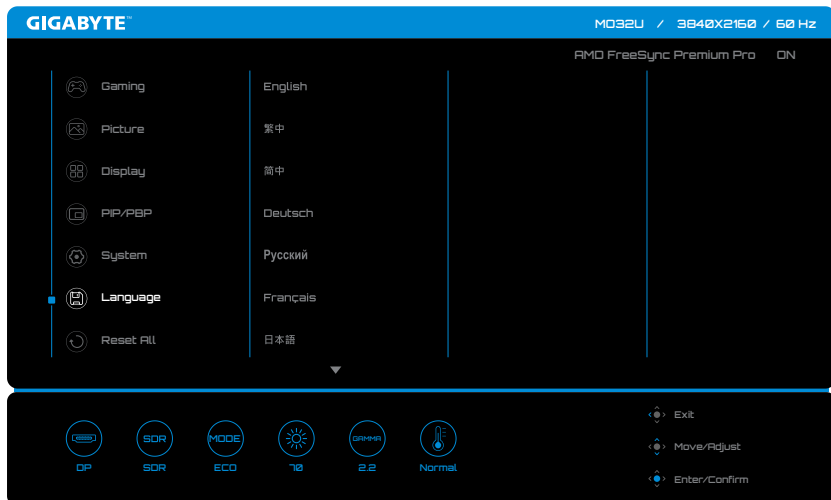 GIGABYTE™
MO32U / 3840X2160 / 60 Hz
AMD FreeSync Premium Pro ON
Gaming
Picture
Display
PIP/PBP
System
Language
Reset All
English
繁中
简中
Deutsch
Русский
Français
日本語
SDR
MODE
GAMMA
DP
SDR
ECO
70
2.2
Normal
Exit
Move/Adjust
Enter/Confirm